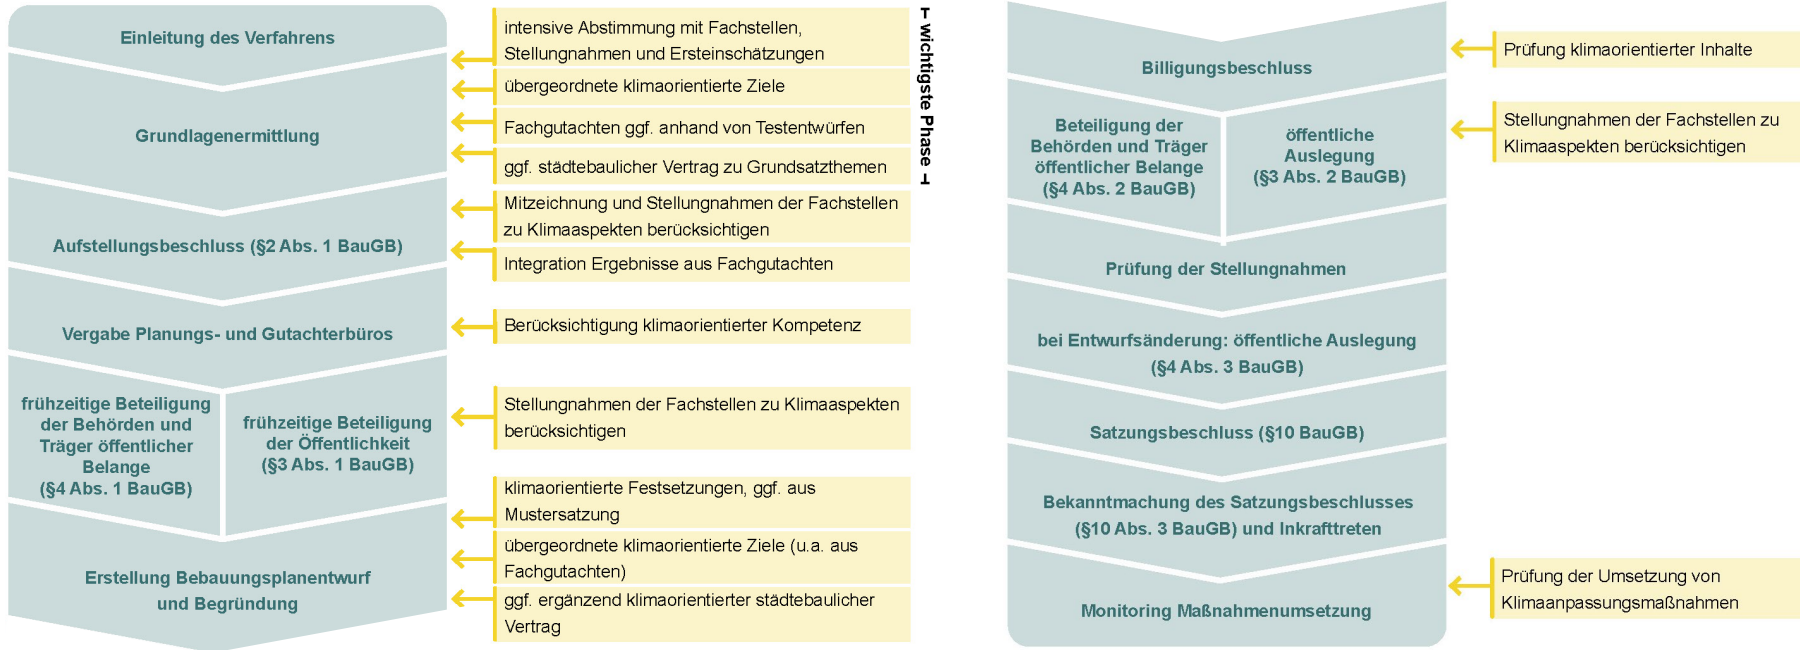 Einleitung des Verfahrens
intensive Abstimmung mit Fachstellen,
Stellungnahmen und Ersteinschätzungen
übergeordnete klimaorientierte Ziele
Grundlagenermittlung
Fachgutachten ggf. anhand von Testentwürfen
ggf. städtebaulicher Vertrag zu Grundsatzthemen
wichtigste Phase
Mitzeichnung und Stellungnahmen der Fachstellen
zu Klimaaspekten berücksichtigen
Aufstellungsbeschluss (§2 Abs. 1 BauGB)
Integration Ergebnisse aus Fachgutachten
Vergabe Planungs- und Gutachterbüros
Berücksichtigung klimaorientierter Kompetenz
frühzeitige Beteiligung
der Behörden und
Träger öffentlicher
Belange
(§4 Abs. 1 BauGB)
frühzeitige Beteiligung
der Öffentlichkeit
(§3 Abs. 1 BauGB)
Stellungnahmen der Fachstellen zu Klimaaspekten
berücksichtigen
klimaorientierte Festsetzungen, ggf. aus
Mustersatzung
übergeordnete klimaorientierte Ziele (u.a. aus
Fachgutachten)
Erstellung Bebauungsplanentwurf
und Begründung
ggf. ergänzend klimaorientierter städtebaulicher
Vertrag
Billigungsbeschluss
Prüfung klimaorientierter Inhalte
Beteiligung der
Behörden und Träger
öffentlicher Belange
(§4 Abs. 2 BauGB)
öffentliche
Auslegung
(§3 Abs. 2 BauGB)
Stellungnahmen der Fachstellen zu
Klimaaspekten berücksichtigen
Prüfung der Stellungnahmen
bei Entwurfsänderung: öffentliche Auslegung
(§4 Abs. 3 BauGB)
Satzungsbeschluss (§10 BauGB)
Bekanntmachung des Satzungsbeschlusses
(§10 Abs. 3 BauGB) und Inkrafttreten
Monitoring Maßnahmenumsetzung
Prüfung der Umsetzung von
Klimaanpassungsmaßnahmen